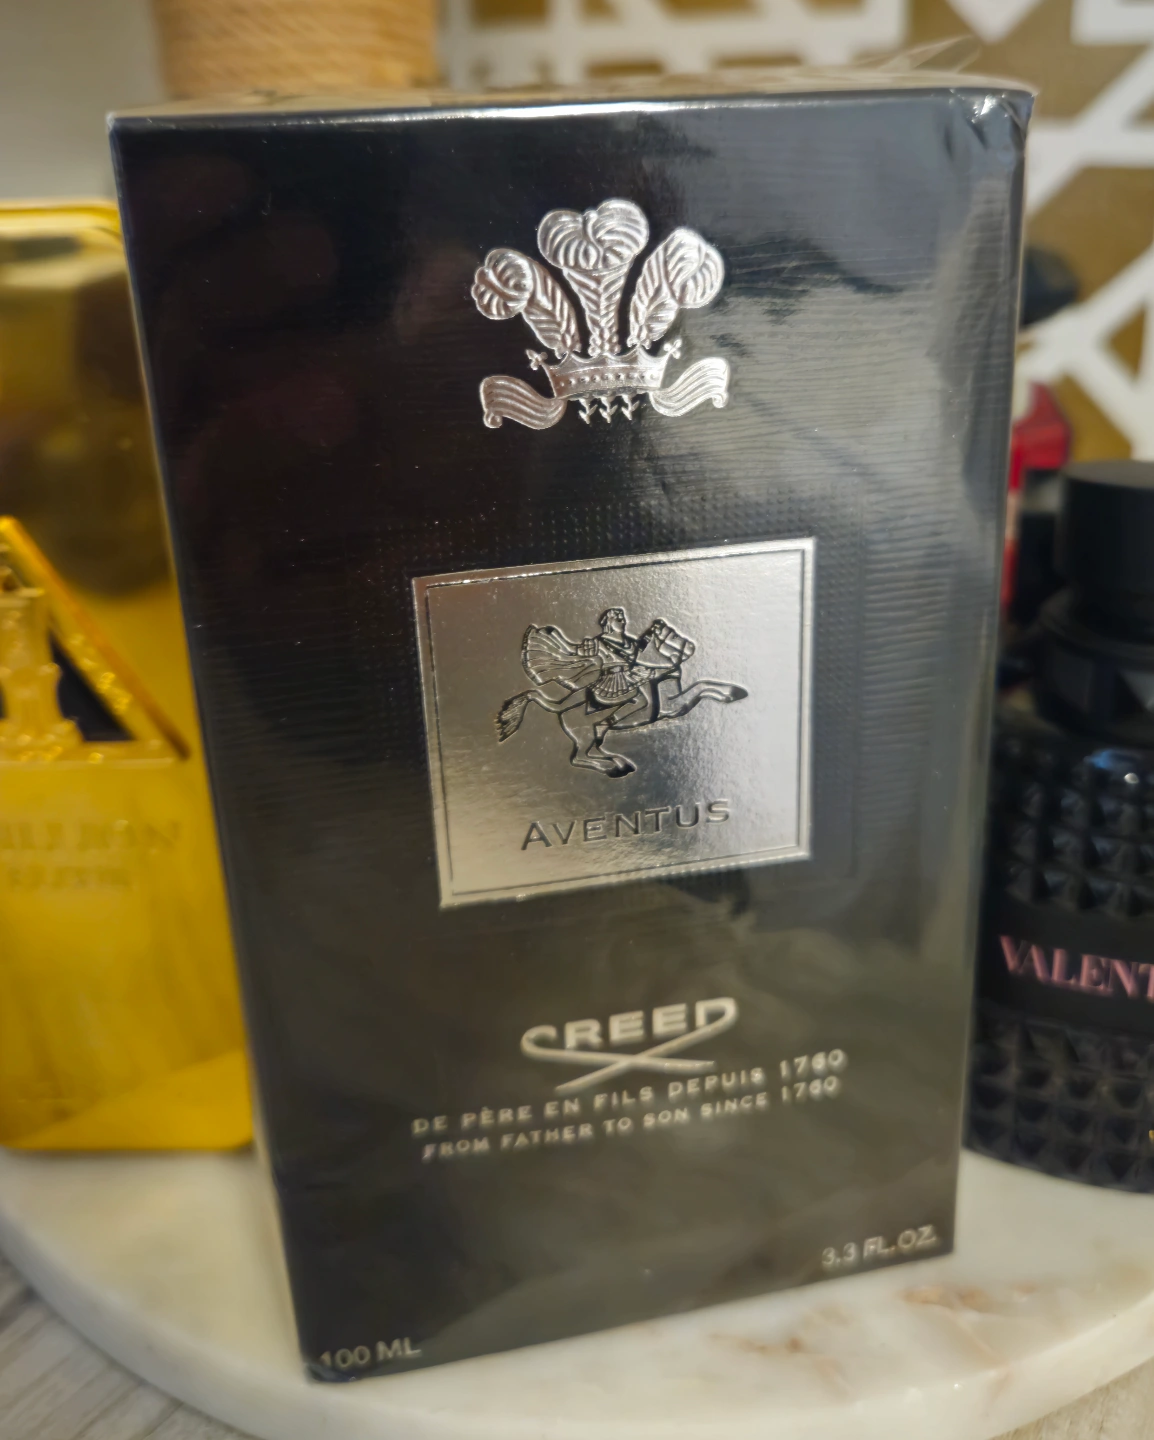 AVENTUS
CREED
DE PÈRE EN FILS DEPUIS 1760
FROM FATHER TO SON SINCE 1760
3.3 FL.OZ.
100 ML
VALENT